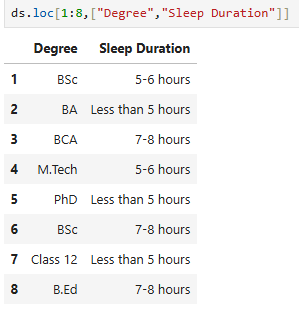 ds.loc[1:8,["Degree","Sleep Duration"]]
Degree Sleep Duration
1 BSc 5-6 hours
2 BA Less than 5 hours
3 BCA 7-8 hours
4 M.Tech 5-6 hours
5 PhD Less than 5 hours
6 BSc 7-8 hours
7 Class 12 Less than 5 hours
8 B.Ed 7-8 hours